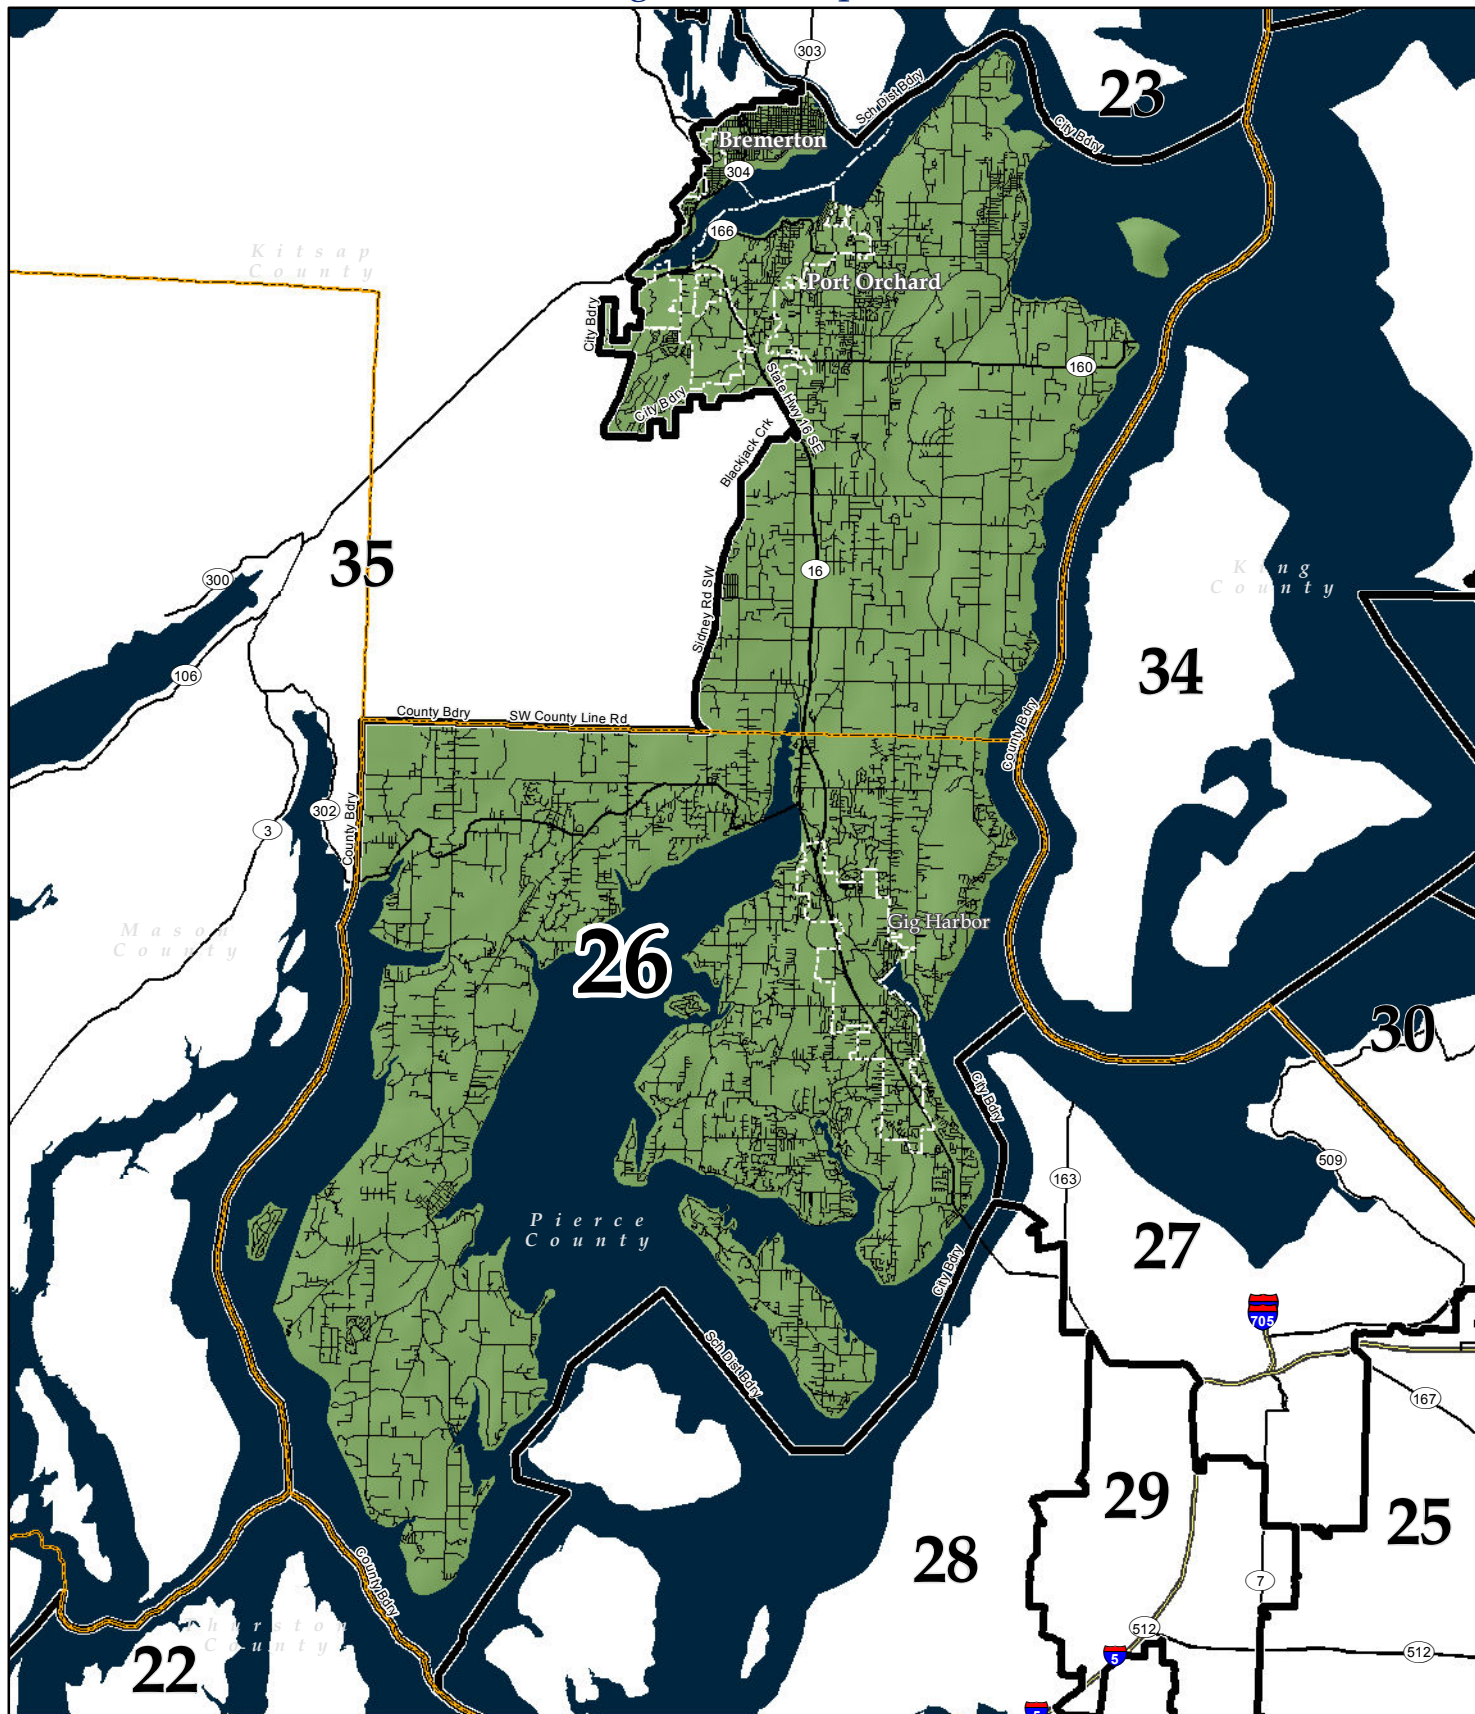 303
23
Sch Dist Bdry
City Bdry
Bremerton
304
166
Kitsap
County
Port Orchard
City Bdry
160
State Hwy 16 SE
City Bdry
Blackjack Crk
35
300
16
King
County
Sidney Rd SW
106
34
County Bdry
SW County Line Rd
County Bdry
302
3
County Bdry
Gig Harbor
Mason
County
26
30
City Bdry
509
163
Pierce
County
27
City Bdry
705
Sch Dist Bdry
167
29
25
28
County Bdry
7
Thurston
County
22
512
5
512
5